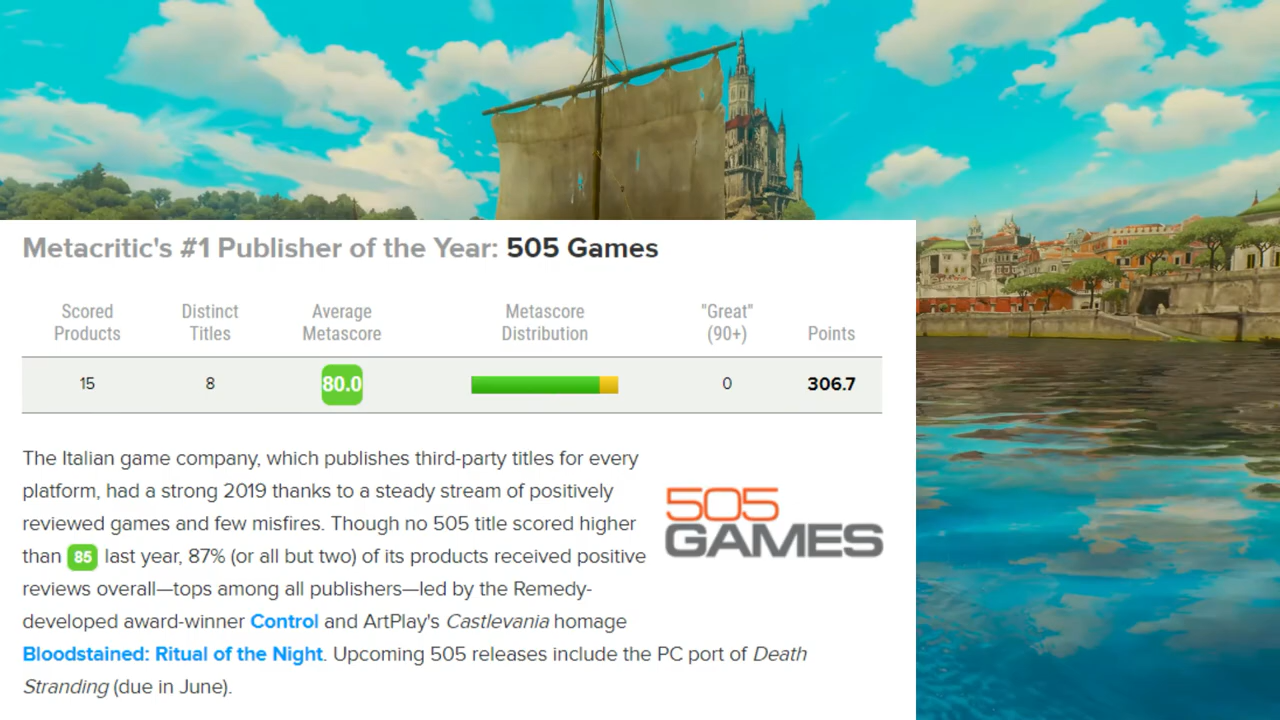 Metacritic's #1 Publisher of the Year: 505 Games
Scored Products
Distinct Titles
Average Metascore
Metascore Distribution
"Great" (90+)
Points
15 8 80.0 0 306.7
The Italian game company, which publishes third-party titles for every
platform, had a strong 2019 thanks to a steady stream of positively
reviewed games and few misfires. Though no 505 title scored higher
than 85 last year, 87% (or all but two) of its products received positive
reviews overall—tops among all publishers—led by the Remedy-
developed award-winner Control and ArtPlay's Castlevania homage
Bloodstained: Ritual of the Night. Upcoming 505 releases include the PC port of Death
Stranding (due in June).
505
GAMES